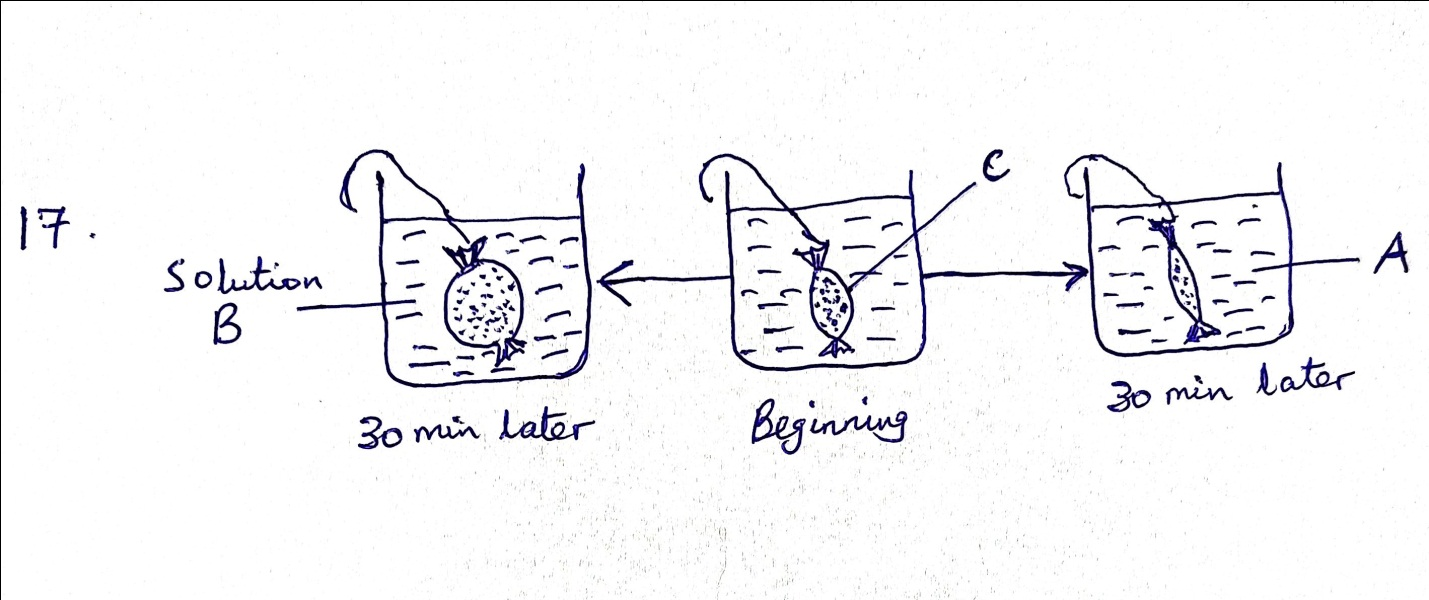 17.
C
A
Solution
B
30 min later
Beginning
30 min later